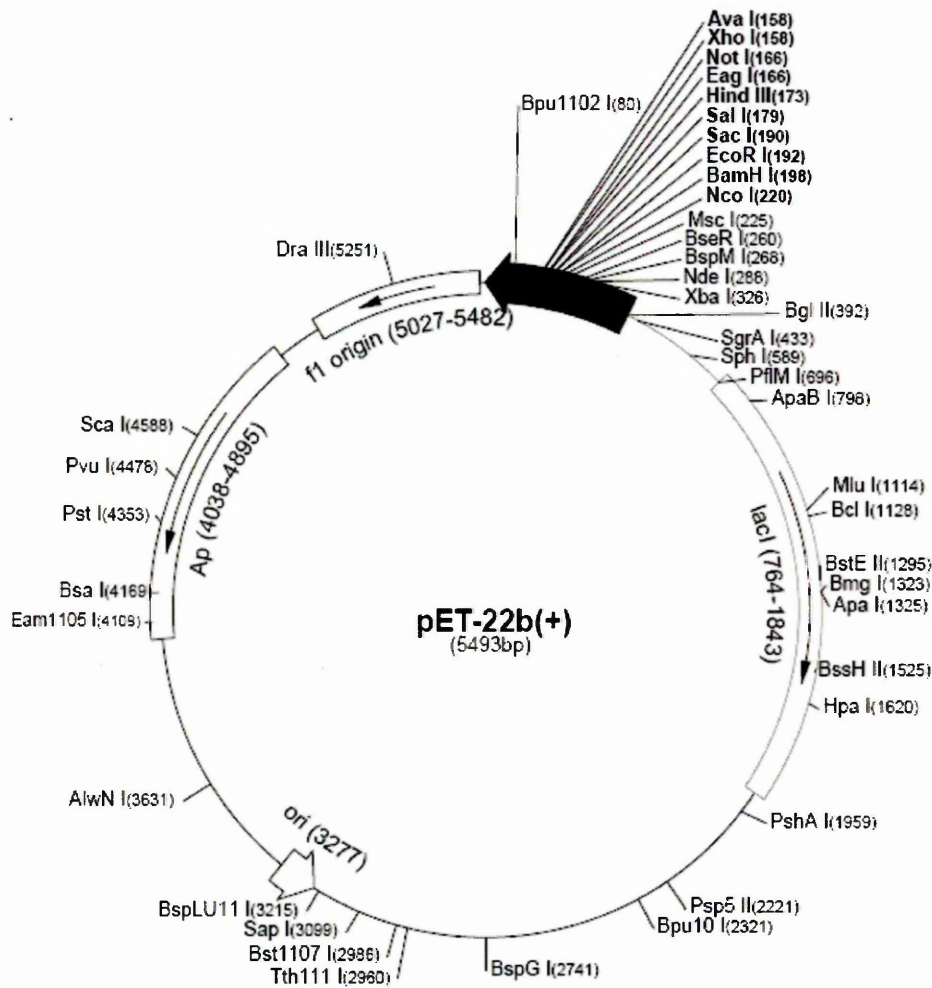 Ava I(158)
Xho I(158)
Not I(166)
Eag I(166)
Hind III(173)
Sal I(179)
Sac I(190)
EcoR I(192)
BamH I(198)
Nco I(220)
Msc I(225)
BseR I(260)
BspM I(268)
Nde I(288)
Xba I(326)
Bgl II(392)
SgrA I(433)
Sph I(589)
PflM I(696)
ApaB I(798)
Mlu I(1114)
Bcl I(1128)
BstE II(1295)
Bmg I(1323)
Apa I(1325)
BssH II(1525)
Hpa I(1620)
PshA I(1959)
Psp5 II(2221)
Bpu10 I(2321)
BspG I(2741)
Tth111 I(2960)
Bst1107 I(2986)
Sap I(3099)
BspLU11 I(3215)
AlwN I(3631)
Eam1105 I(4109)
Bsa I(4169)
Pst I(4353)
Pvu I(4478)
Sca I(4588)
Dra III(5251)
Bpu1102 I(80)
f1 origin (5027-5482)
Ap (4038-4895)
lacI (764-1843)
ori (3277)
pET-22b(+)
(5493bp)